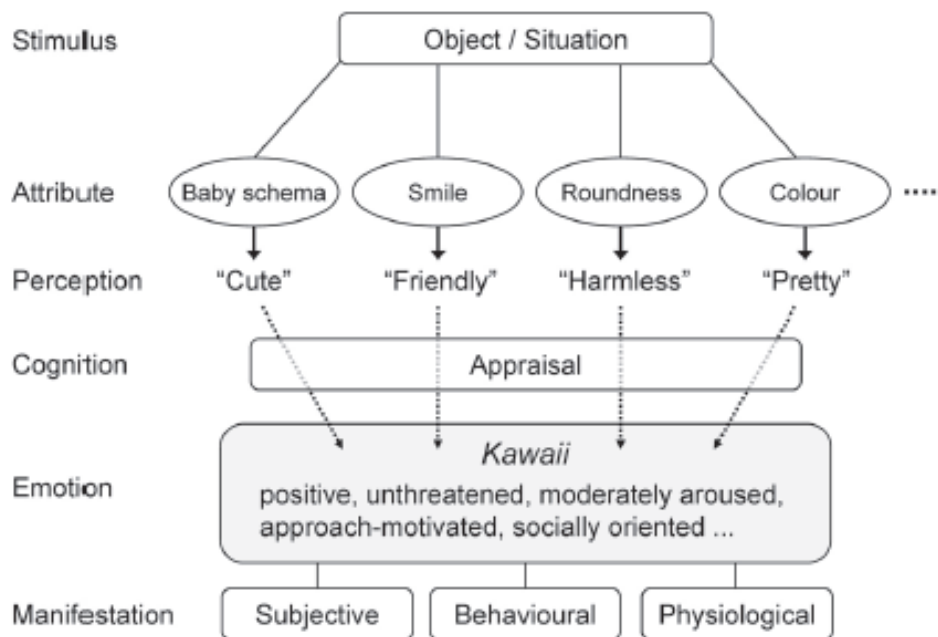 Stimulus
Object / Situation
Attribute
Baby schema
Smile
Roundness
Colour
....
Perception
“Cute”
“Friendly”
“Harmless”
“Pretty”
Cognition
Appraisal
Emotion
Kawaii
positive, unthreatened, moderately aroused,
approach-motivated, socially oriented ...
Manifestation
Subjective
Behavioural
Physiological